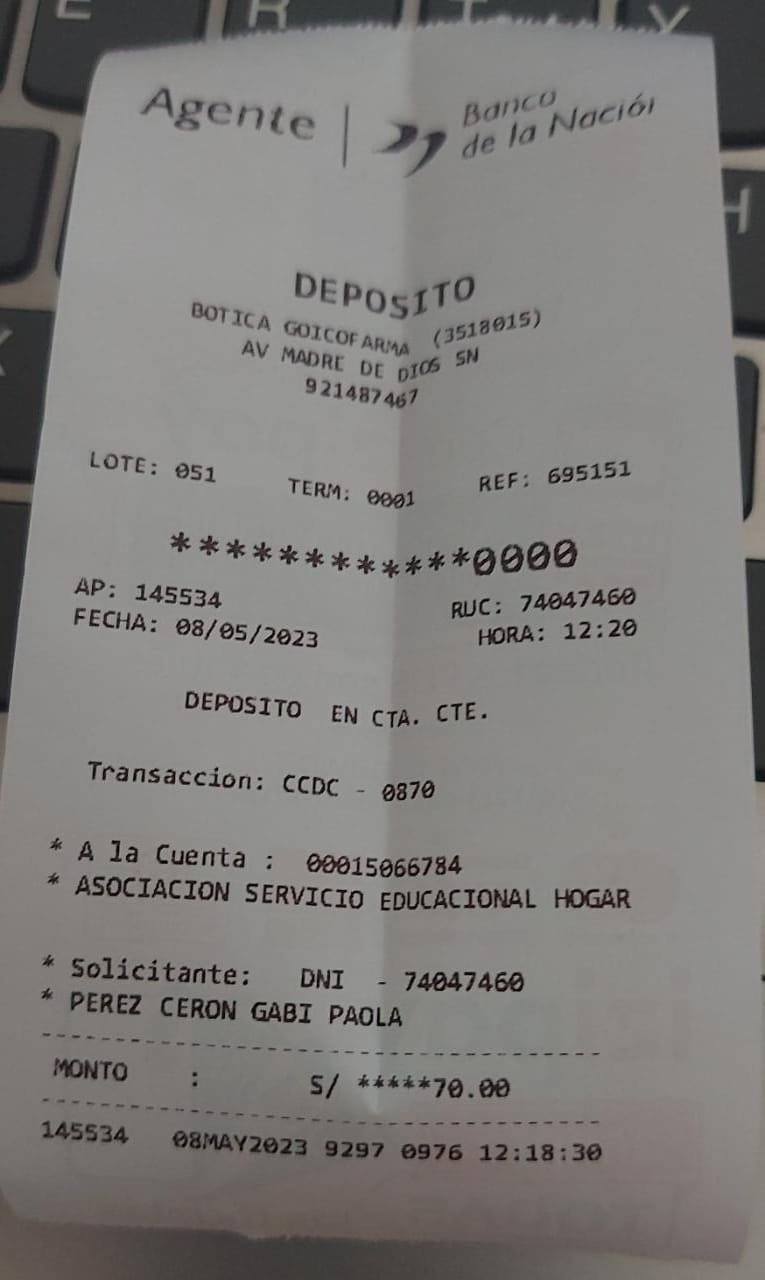 Agente | Banco
de la Nación
DEPOSITO
BOTICA GOICOFARMA (3518015)
AV MADRE DE DIOS SN
921487467
LOTE: 051 TERM: 0001 REF: 695151
************0000
AP: 145534 RUC: 74047460
FECHA: 08/05/2023 HORA: 12:20
DEPOSITO EN CTA. CTE.
Transaccion: CCDC - 0870
* A la Cuenta : 00015066784
* ASOCIACION SERVICIO EDUCACIONAL HOGAR
* Solicitante: DNI - 74047460
* PEREZ CERON GABI PAOLA
MONTO : S/ *****70.00
145534 08MAY2023 9297 0976 12:18:30